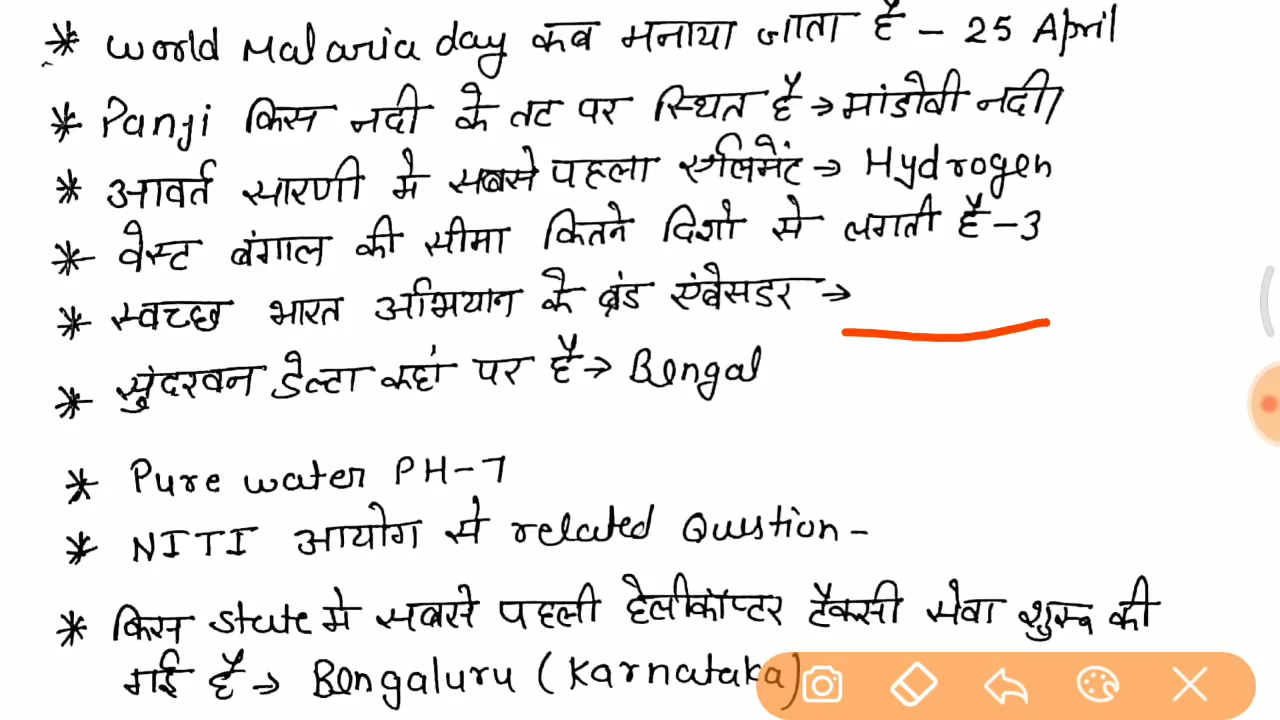 * World Malaria day कब मनाया जाता है - 25 April
* Panji किस नदी के तट पर स्थित है → मांडोवी नदी/
* आवर्त सारणी मे सबसे पहला एलिमेंट → Hydrogen
* वेस्ट बंगाल की सीमा कितने दिशो से लगती है - 3
* स्वच्छ भारत अभियान के ब्रंड एंबेसडर →
* सुंदरवन डेल्टा कहां पर है → Bengal
* Pure water PH - 7
* NITI आयोग से related Question -
* किस state मे सबसे पहली हेलीकॉप्टर टैक्सी सेवा शुरू की
गई है → Bengaluru (Karnataka)